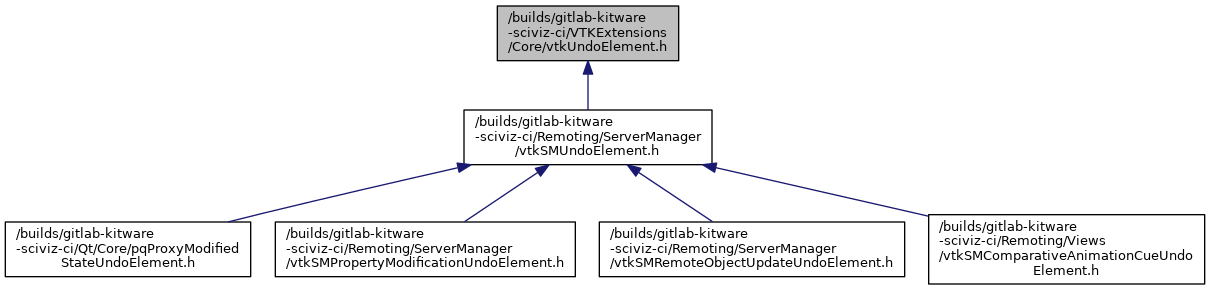 /builds/gitlab-kitware
-sciviz-ci/VTKExtensions
/Core/vtkUndoElement.h
/builds/gitlab-kitware
-sciviz-ci/Remoting/ServerManager
/vtkSMUndoElement.h
/builds/gitlab-kitware
-sciviz-ci/Qt/Core/pqProxyModified
StateUndoElement.h
/builds/gitlab-kitware
-sciviz-ci/Remoting/ServerManager
/vtkSMPropertyModificationUndoElement.h
/builds/gitlab-kitware
-sciviz-ci/Remoting/ServerManager
/vtkSMRemoteObjectUpdateUndoElement.h
/builds/gitlab-kitware
-sciviz-ci/Remoting/Views
/vtkSMComparativeAnimationCueUndo
Element.h